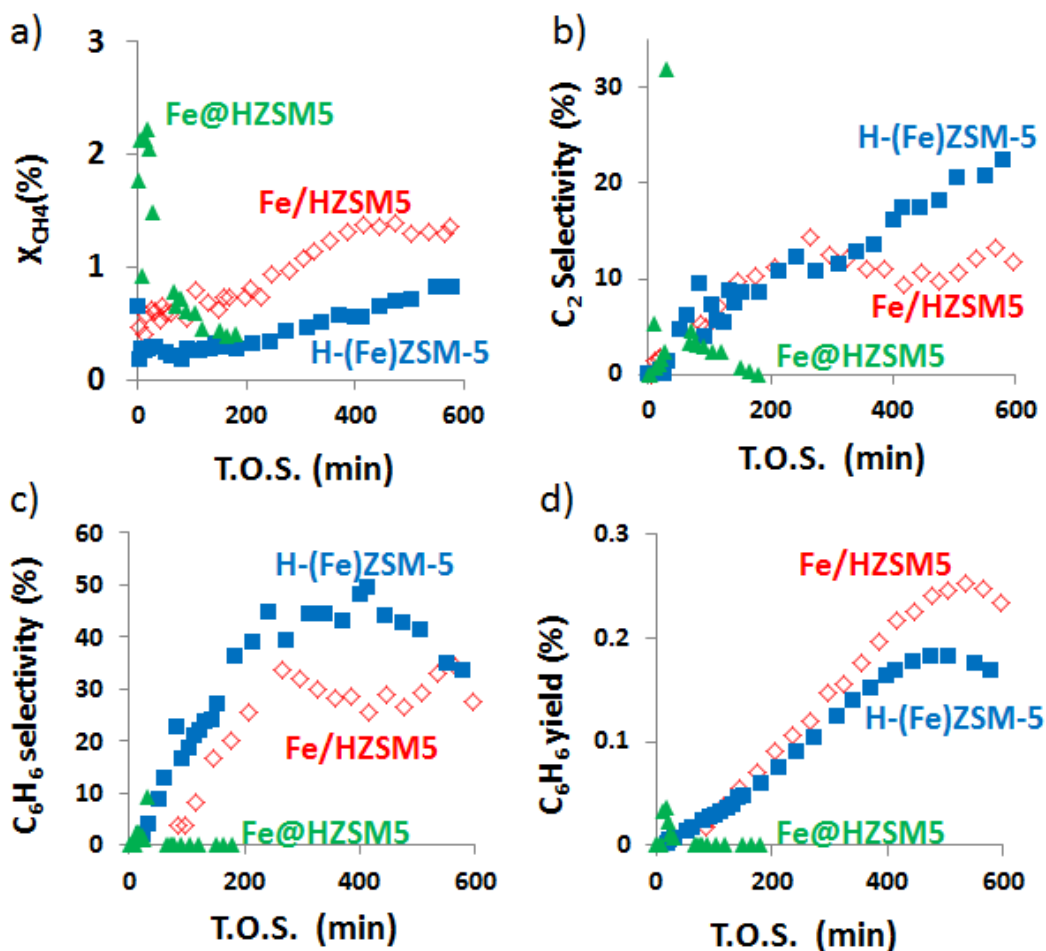 a)
3
2
1
0
X_CH4(%)
Fe@HZSM5
Fe/HZSM5
H-(Fe)ZSM-5
0 200 400 600
T.O.S. (min)
b)
30
20
10
0
C₂ Selectivity (%)
H-(Fe)ZSM-5
Fe/HZSM5
Fe@HZSM5
0 200 400 600
T.O.S. (min)
c)
60
50
40
30
20
10
0
C₆H₆ selectivity (%)
H-(Fe)ZSM-5
Fe/HZSM5
Fe@HZSM5
0 200 400 600
T.O.S. (min)
d)
0.3
0.2
0.1
0
C₆H₆ yield (%)
Fe/HZSM5
H-(Fe)ZSM-5
Fe@HZSM5
0 200 400 600
T.O.S. (min)